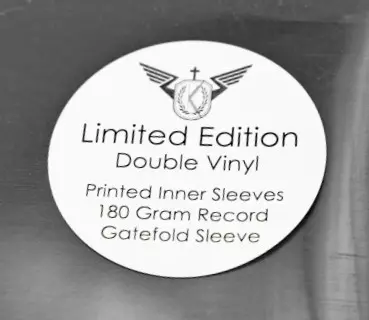 Limited Edition
Double Vinyl
Printed Inner Sleeves
180 Gram Record
Gatefold Sleeve